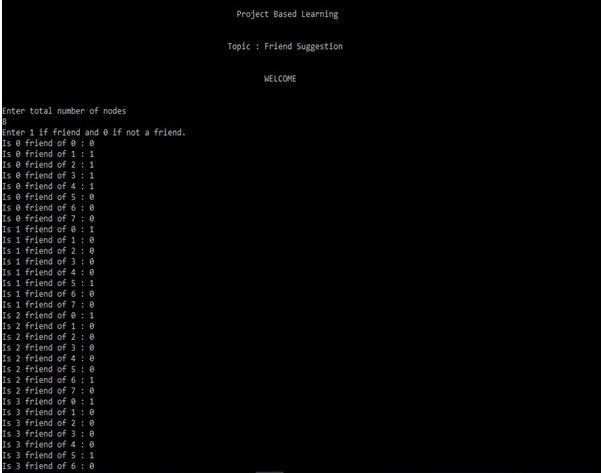 Project Based Learning
Topic : Friend Suggestion
WELCOME
Enter total number of nodes
8
Enter 1 if friend and 0 if not a friend.
Is 0 friend of 0 : 0
Is 0 friend of 1 : 1
Is 0 friend of 2 : 1
Is 0 friend of 3 : 1
Is 0 friend of 4 : 1
Is 0 friend of 5 : 0
Is 0 friend of 6 : 0
Is 0 friend of 7 : 0
Is 1 friend of 0 : 1
Is 1 friend of 1 : 0
Is 1 friend of 2 : 0
Is 1 friend of 3 : 0
Is 1 friend of 4 : 0
Is 1 friend of 5 : 1
Is 1 friend of 6 : 0
Is 1 friend of 7 : 0
Is 2 friend of 0 : 1
Is 2 friend of 1 : 0
Is 2 friend of 2 : 0
Is 2 friend of 3 : 0
Is 2 friend of 4 : 0
Is 2 friend of 5 : 0
Is 2 friend of 6 : 1
Is 2 friend of 7 : 0
Is 3 friend of 0 : 1
Is 3 friend of 1 : 0
Is 3 friend of 2 : 0
Is 3 friend of 3 : 0
Is 3 friend of 4 : 0
Is 3 friend of 5 : 1
Is 3 friend of 6 : 0